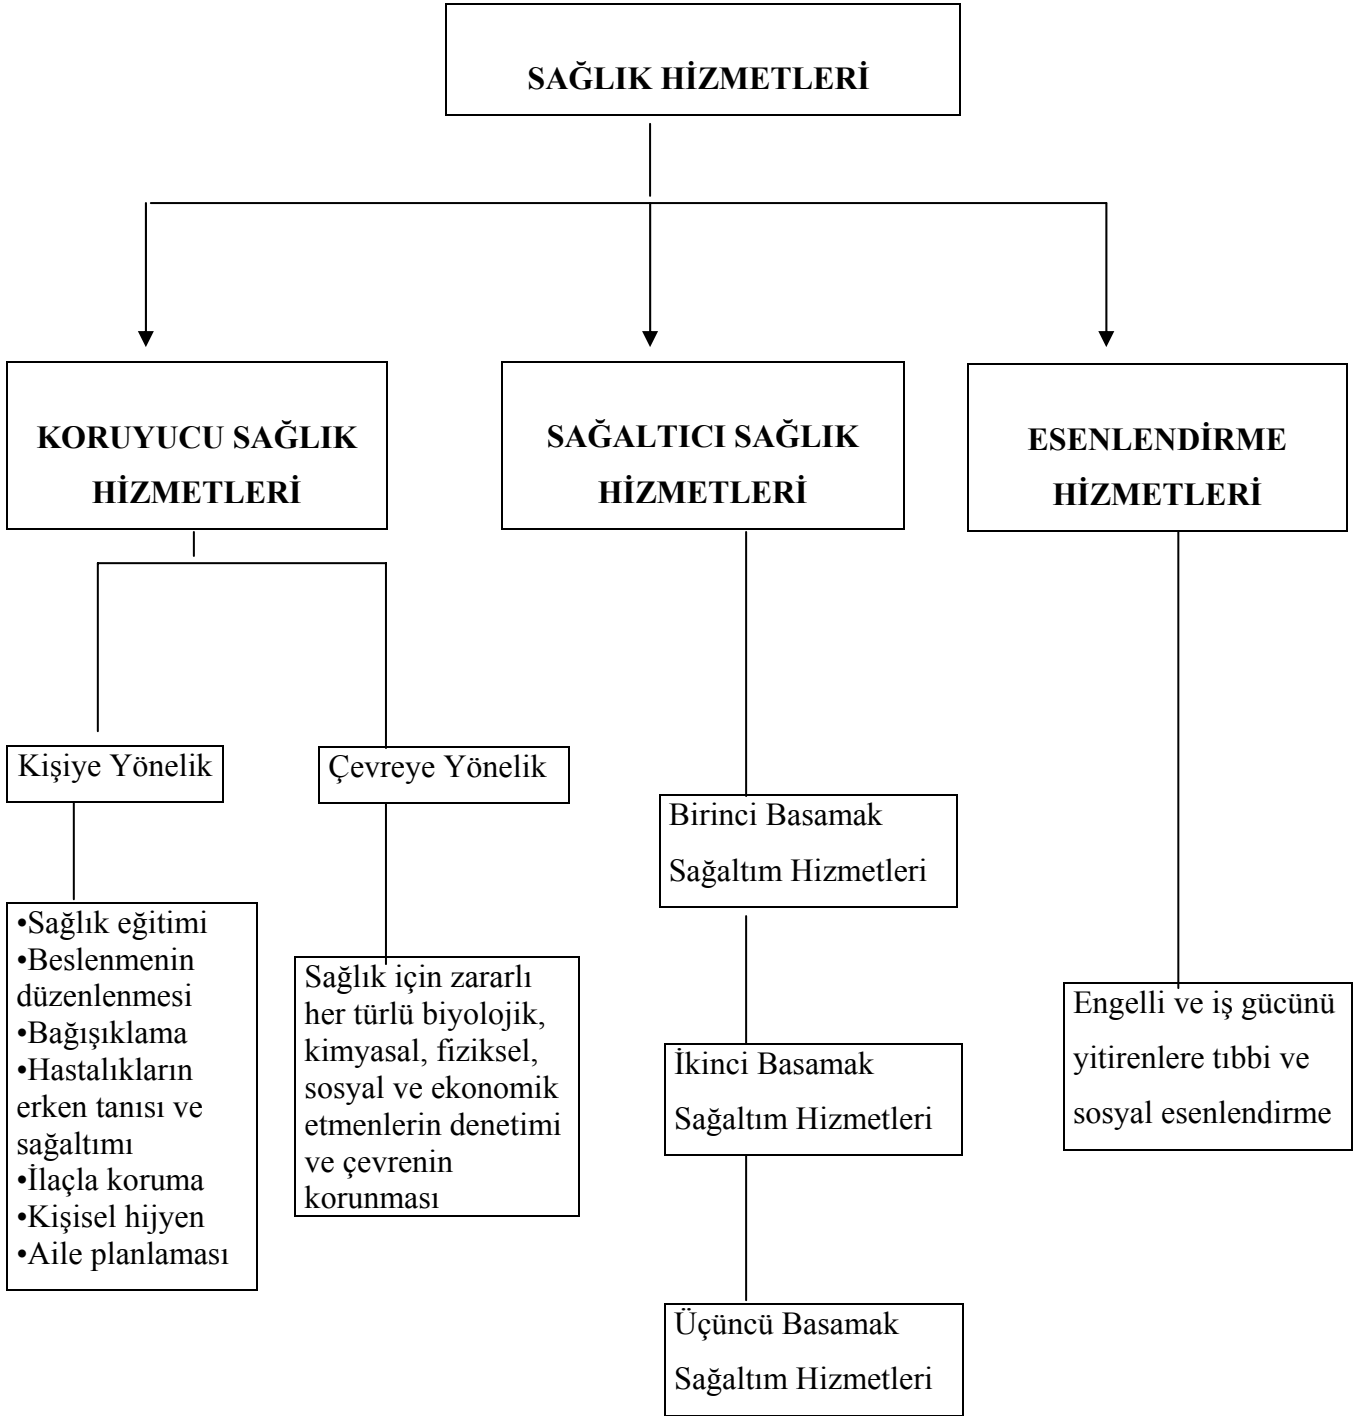 SAĞLIK HİZMETLERİ
KORUYUCU SAĞLIK
HİZMETLERİ
SAĞALTICI SAĞLIK
HİZMETLERİ
ESENLENDİRME
HİZMETLERİ
Kişiye Yönelik
Çevreye Yönelik
•Sağlık eğitimi
•Beslenmenin
düzenlenmesi
•Bağışıklama
•Hastalıkların
erken tanısı ve
sağaltımı
•İlaçla koruma
•Kişisel hijyen
•Aile planlaması
Sağlık için zararlı
her türlü biyolojik,
kimyasal, fiziksel,
sosyal ve ekonomik
etmenlerin denetimi
ve çevrenin
korunması
Birinci Basamak
Sağaltım Hizmetleri
İkinci Basamak
Sağaltım Hizmetleri
Üçüncü Basamak
Sağaltım Hizmetleri
Engelli ve iş gücünü
yitirenlere tıbbi ve
sosyal esenlendirme